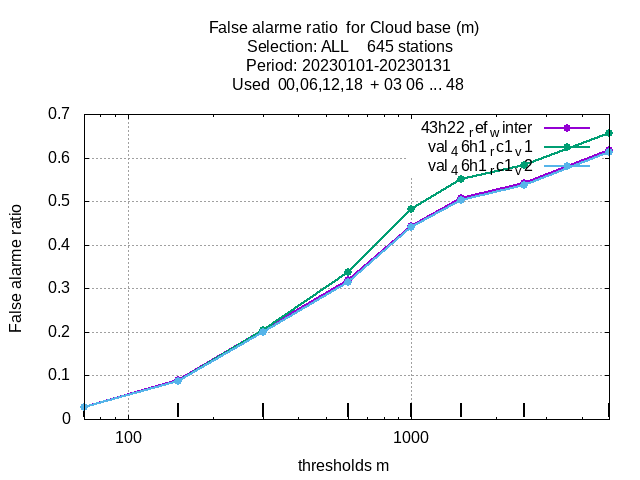 False alarme ratio for Cloud base (m)
Selection: ALL 645 stations
Period: 20230101-20230131
Used 00,06,12,18 + 03 06 ... 48
43h22 ref winter
val 46h1 rc1 v1
val 46h1 rc1 v2
0.7
0.6
0.5
0.4
0.3
0.2
0.1
0
False alarme ratio
100 1000
thresholds m